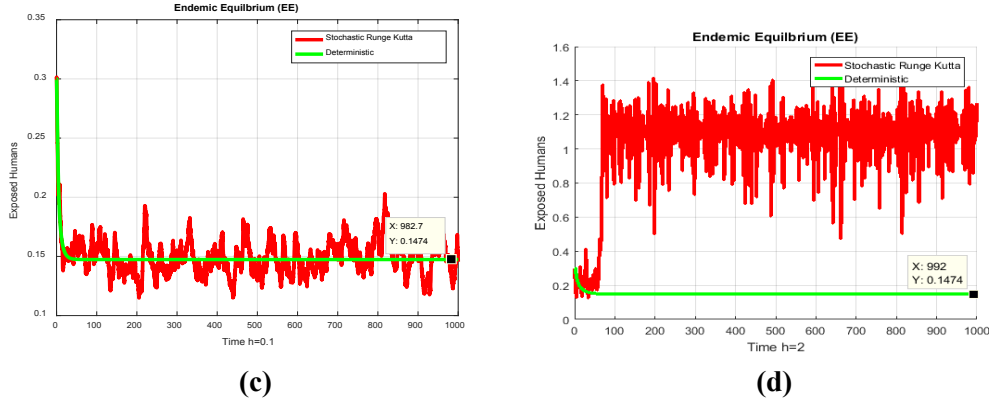 Endemic Equilbrium (EE)
Stochastic Runge Kutta
Deterministic
0.35
0.3
0.25
0.2
0.15
0.1
Exposed Humans
X: 982.7
Y: 0.1474
0 100 200 300 400 500 600 700 800 900 1000
Time h=0.1
(c)
Endemic Equilbrium (EE)
Stochastic Runge Kutta
Deterministic
1.6
1.4
1.2
1
0.8
0.6
0.4
0.2
0
Exposed Humans
X: 992
Y: 0.1474
0 100 200 300 400 500 600 700 800 900 1000
Time h=2
(d)